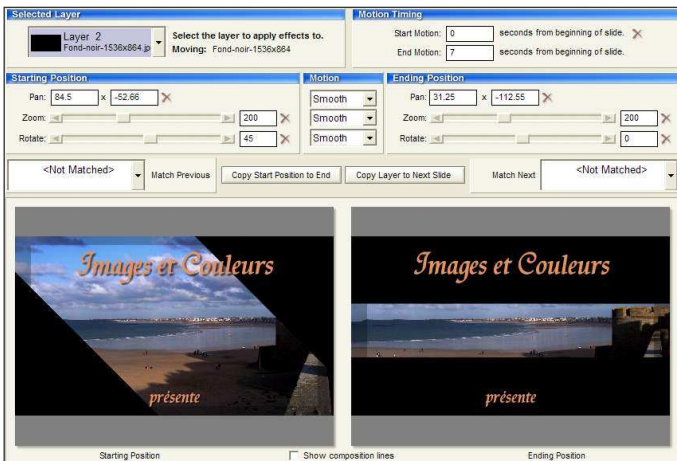 Selected Layer
Layer 2
Fond-noir-1536x864.jp
Select the layer to apply effects to.
Moving: Fond-noir-1536x864
Motion Timing
Start Motion: 0 seconds from beginning of slide.
End Motion: 7 seconds from beginning of slide.
Starting Position
Pan: 84.5 x -52.66
Zoom: 200
Rotate: 45
Motion
Smooth
Smooth
Smooth
Ending Position
Pan: 31.25 x -112.55
Zoom: 200
Rotate: 0
<Not Matched> Match Previous Copy Start Position to End Copy Layer to Next Slide Match Next <Not Matched>
Images et Couleurs
présente
Images et Couleurs
présente
Starting Position Show composition lines Ending Position